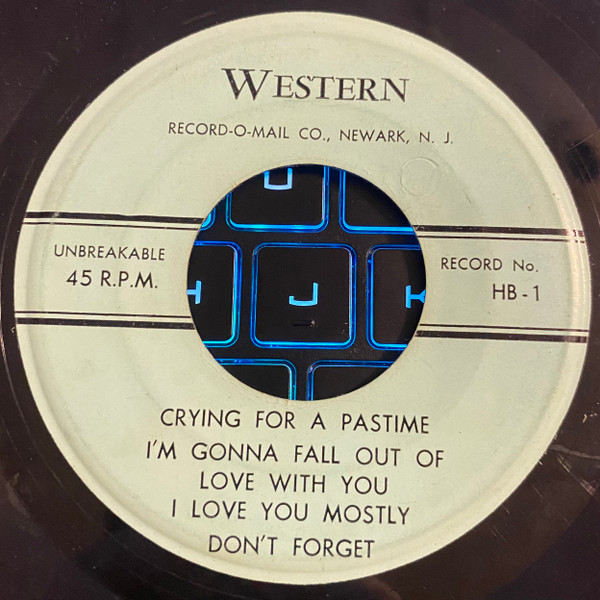 WESTERN
RECORD-O-MAIL CO., NEWARK, N. J.
UNBREAKABLE
45 R.P.M.
RECORD No.
HB-1
U
H J K
CRYING FOR A PASTIME
I'M GONNA FALL OUT OF
LOVE WITH YOU
I LOVE YOU MOSTLY
DON'T FORGET